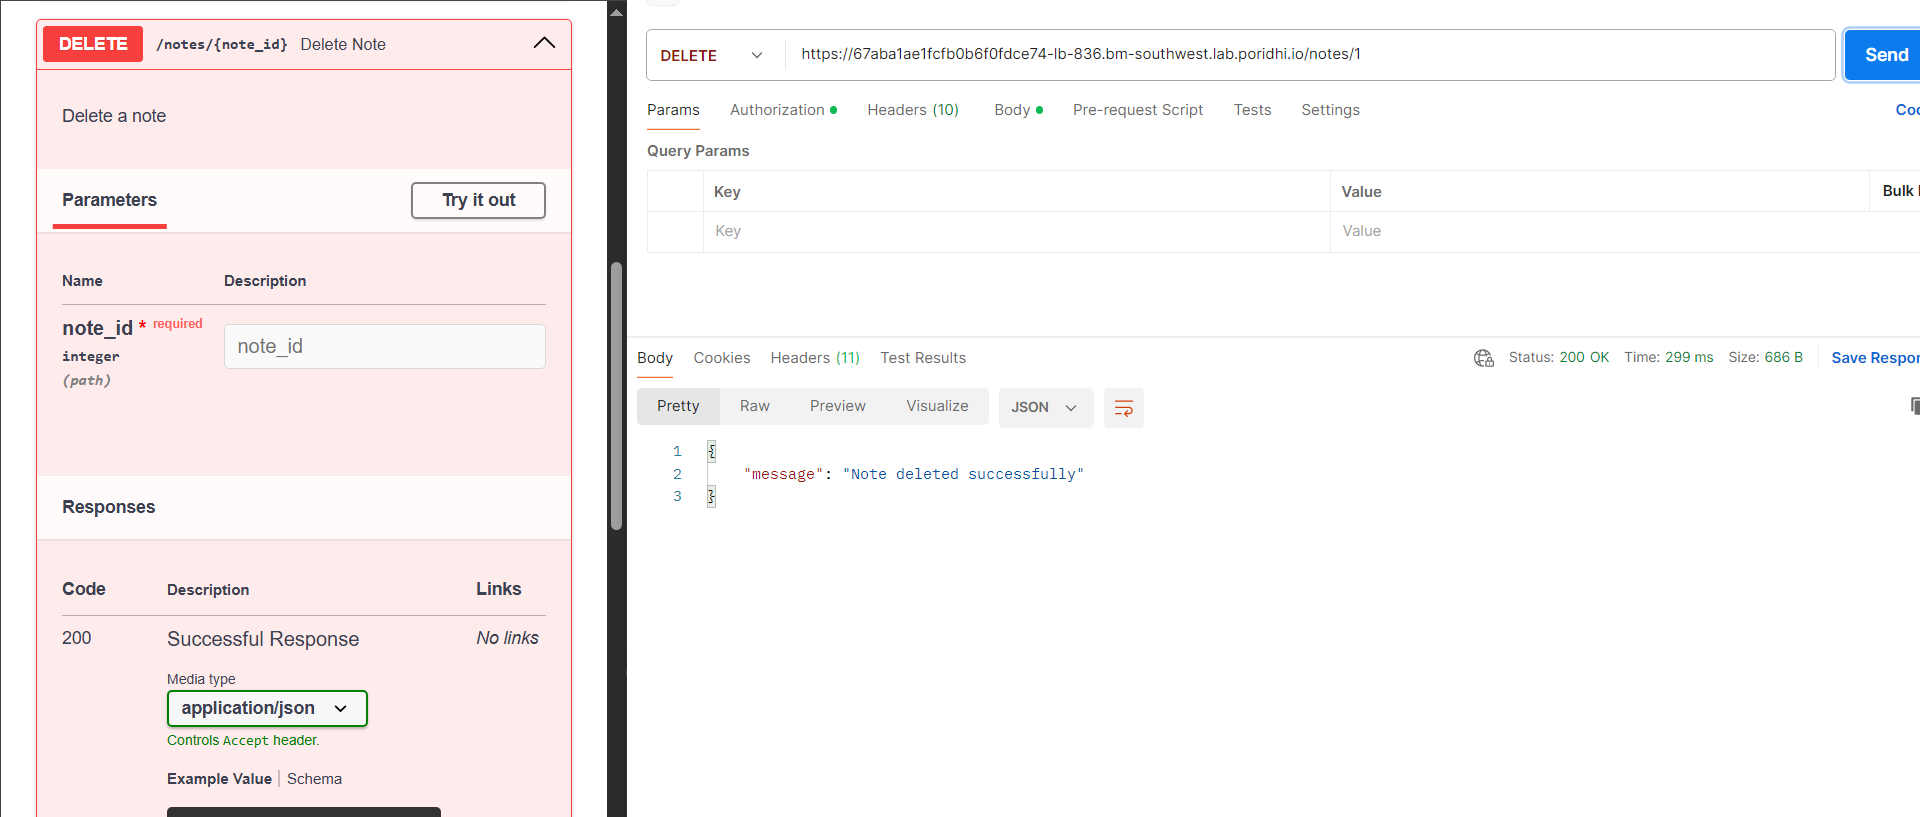 DELETE /notes/{note_id} Delete Note
Delete a note
Parameters Try it out
Name Description
note_id * required
integer
(path)
note_id
Responses
Code Description Links
200 Successful Response No links
Media type
application/json
Controls Accept header.
Example Value Schema
DELETE https://67aba1ae1fcfb0b6f0fdce74-lb-836.bm-southwest.lab.poridhi.io/notes/1 Send
Params Authorization Headers (10) Body Pre-request Script Tests Settings
Query Params
Key Value Bulk
Key Value
Body Cookies Headers (11) Test Results Status: 200 OK Time: 299 ms Size: 686 B Save Respon
Pretty Raw Preview Visualize JSON
1 {
2 "message": "Note deleted successfully"
3 }